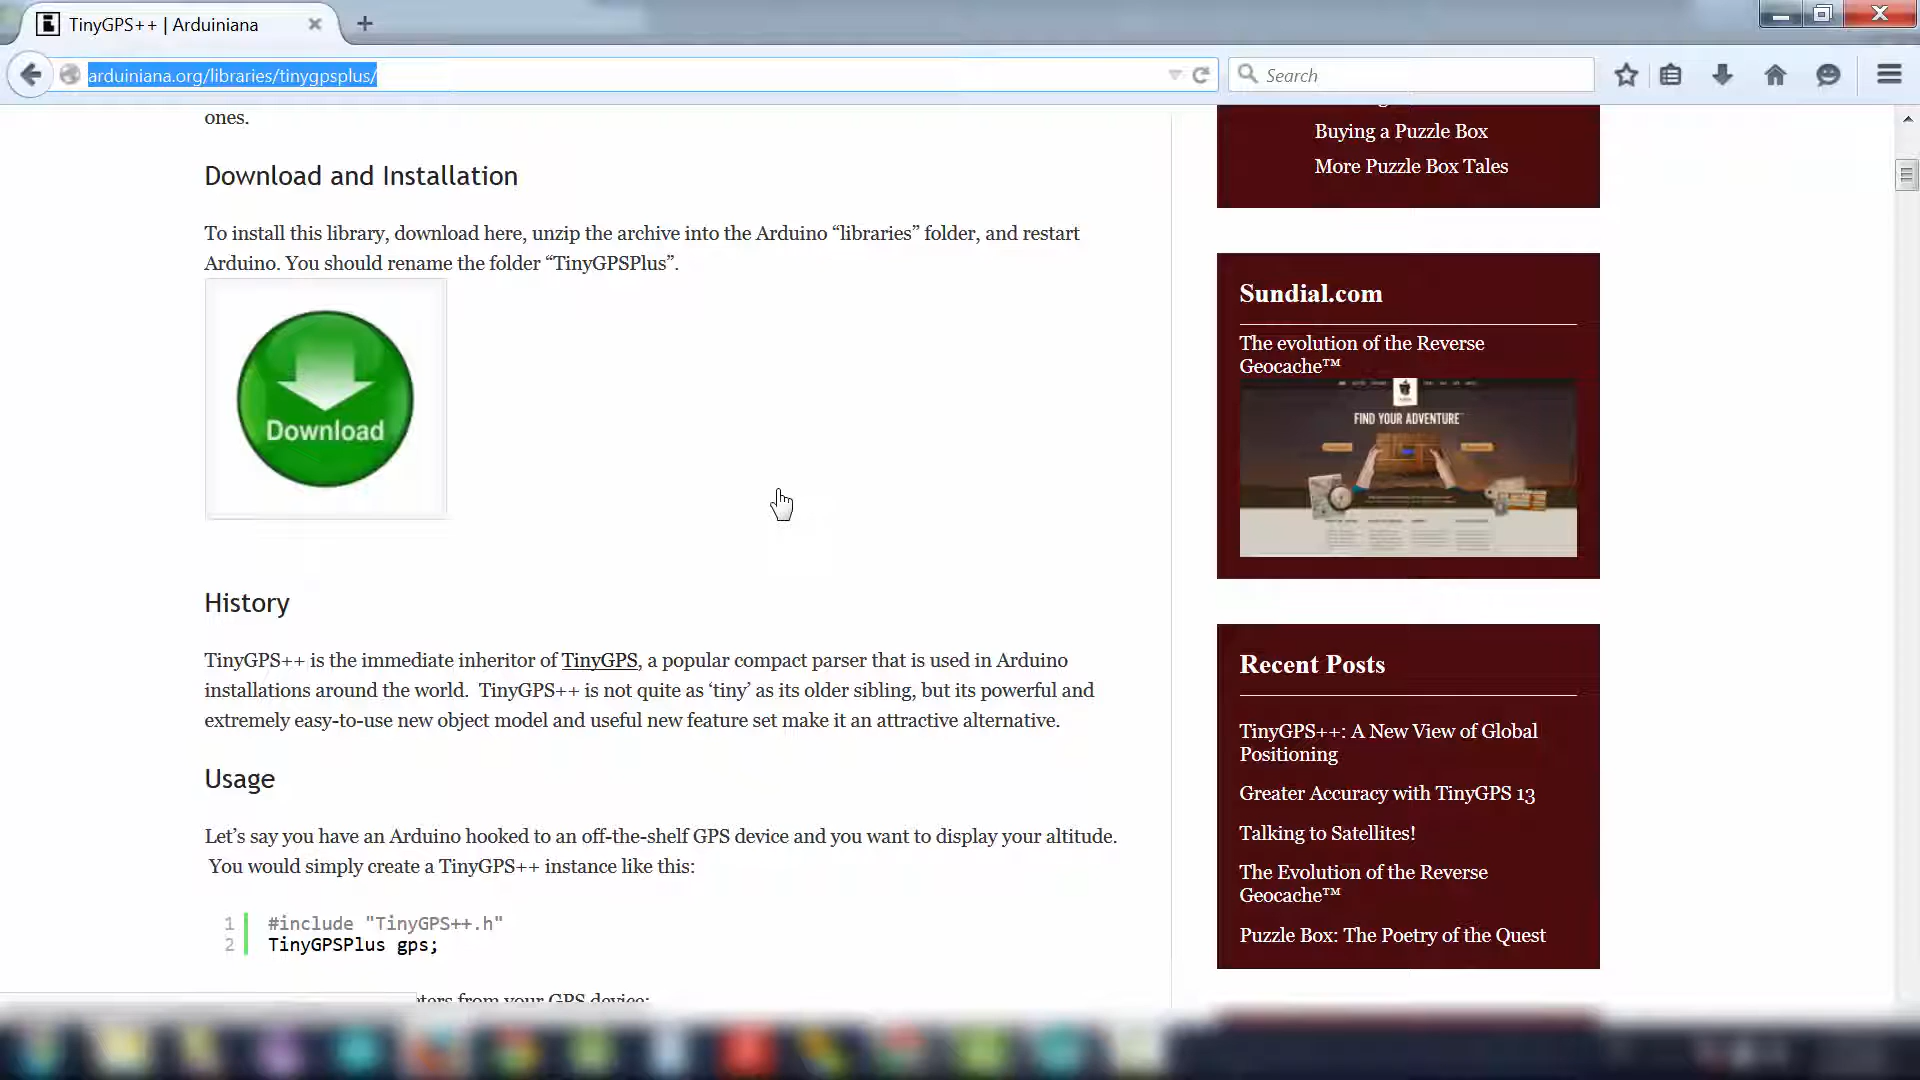 TinyGPS++ | Arduiniana
arduiniana.org/libraries/tinygpsplus/
Search
ones.
Download and Installation
To install this library, download here, unzip the archive into the Arduino “libraries” folder, and restart
Arduino. You should rename the folder “TinyGPSPlus”.
Download
History
TinyGPS++ is the immediate inheritor of TinyGPS, a popular compact parser that is used in Arduino
installations around the world.  TinyGPS++ is not quite as ‘tiny’ as its older sibling, but its powerful and
extremely easy-to-use new object model and useful new feature set make it an attractive alternative.
Usage
Let’s say you have an Arduino hooked to an off-the-shelf GPS device and you want to display your altitude.
You would simply create a TinyGPS++ instance like this:
1 #include "TinyGPS++.h"
2 TinyGPSPlus gps;
from your GPS device:
Buying a Puzzle Box
More Puzzle Box Tales
Sundial.com
The evolution of the Reverse
Geocache™
FIND YOUR ADVENTURE
Recent Posts
TinyGPS++: A New View of Global
Positioning
Greater Accuracy with TinyGPS 13
Talking to Satellites!
The Evolution of the Reverse
Geocache™
Puzzle Box: The Poetry of the Quest